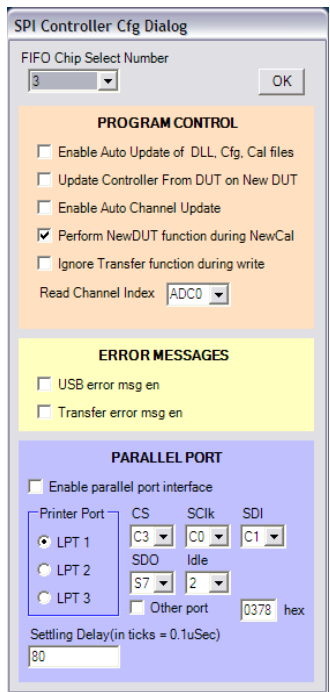 SPI Controller Cfg Dialog
FIFO Chip Select Number
3
OK
PROGRAM CONTROL
Enable Auto Update of DLL, Cfg, Cal files
Update Controller From DUT on New DUT
Enable Auto Channel Update
Perform NewDUT function during NewCal
Ignore Transfer function during write
Read Channel Index ADC0
ERROR MESSAGES
USB error msg en
Transfer error msg en
PARALLEL PORT
Enable parallel port interface
Printer Port CS SClk SDI
LPT 1 C3 C0 C1
SDO Idle
LPT 2 S7 2
LPT 3 Other port 0378 hex
Settling Delay(in ticks = 0.1uSec)
80